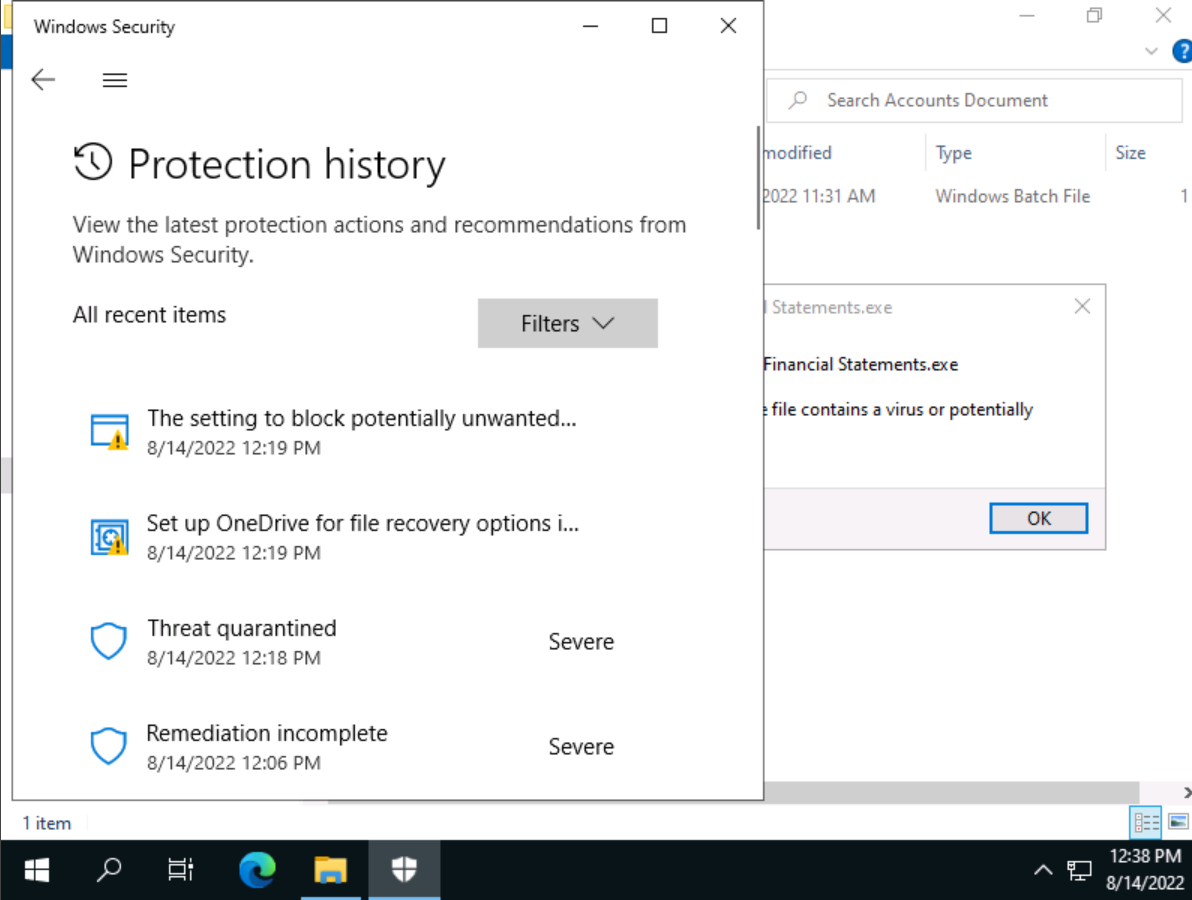 Windows Security
Protection history
View the latest protection actions and recommendations from
Windows Security.
All recent items
Filters
The setting to block potentially unwanted...
8/14/2022 12:19 PM
Set up OneDrive for file recovery options i...
8/14/2022 12:19 PM
Threat quarantined
8/14/2022 12:18 PM
Severe
Remediation incomplete
8/14/2022 12:06 PM
Severe
?
Search Accounts Document
modified Type Size
2022 11:31 AM Windows Batch File 1
Statements.exe
Financial Statements.exe
file contains a virus or potentially
OK
1 item
12:38 PM
8/14/2022